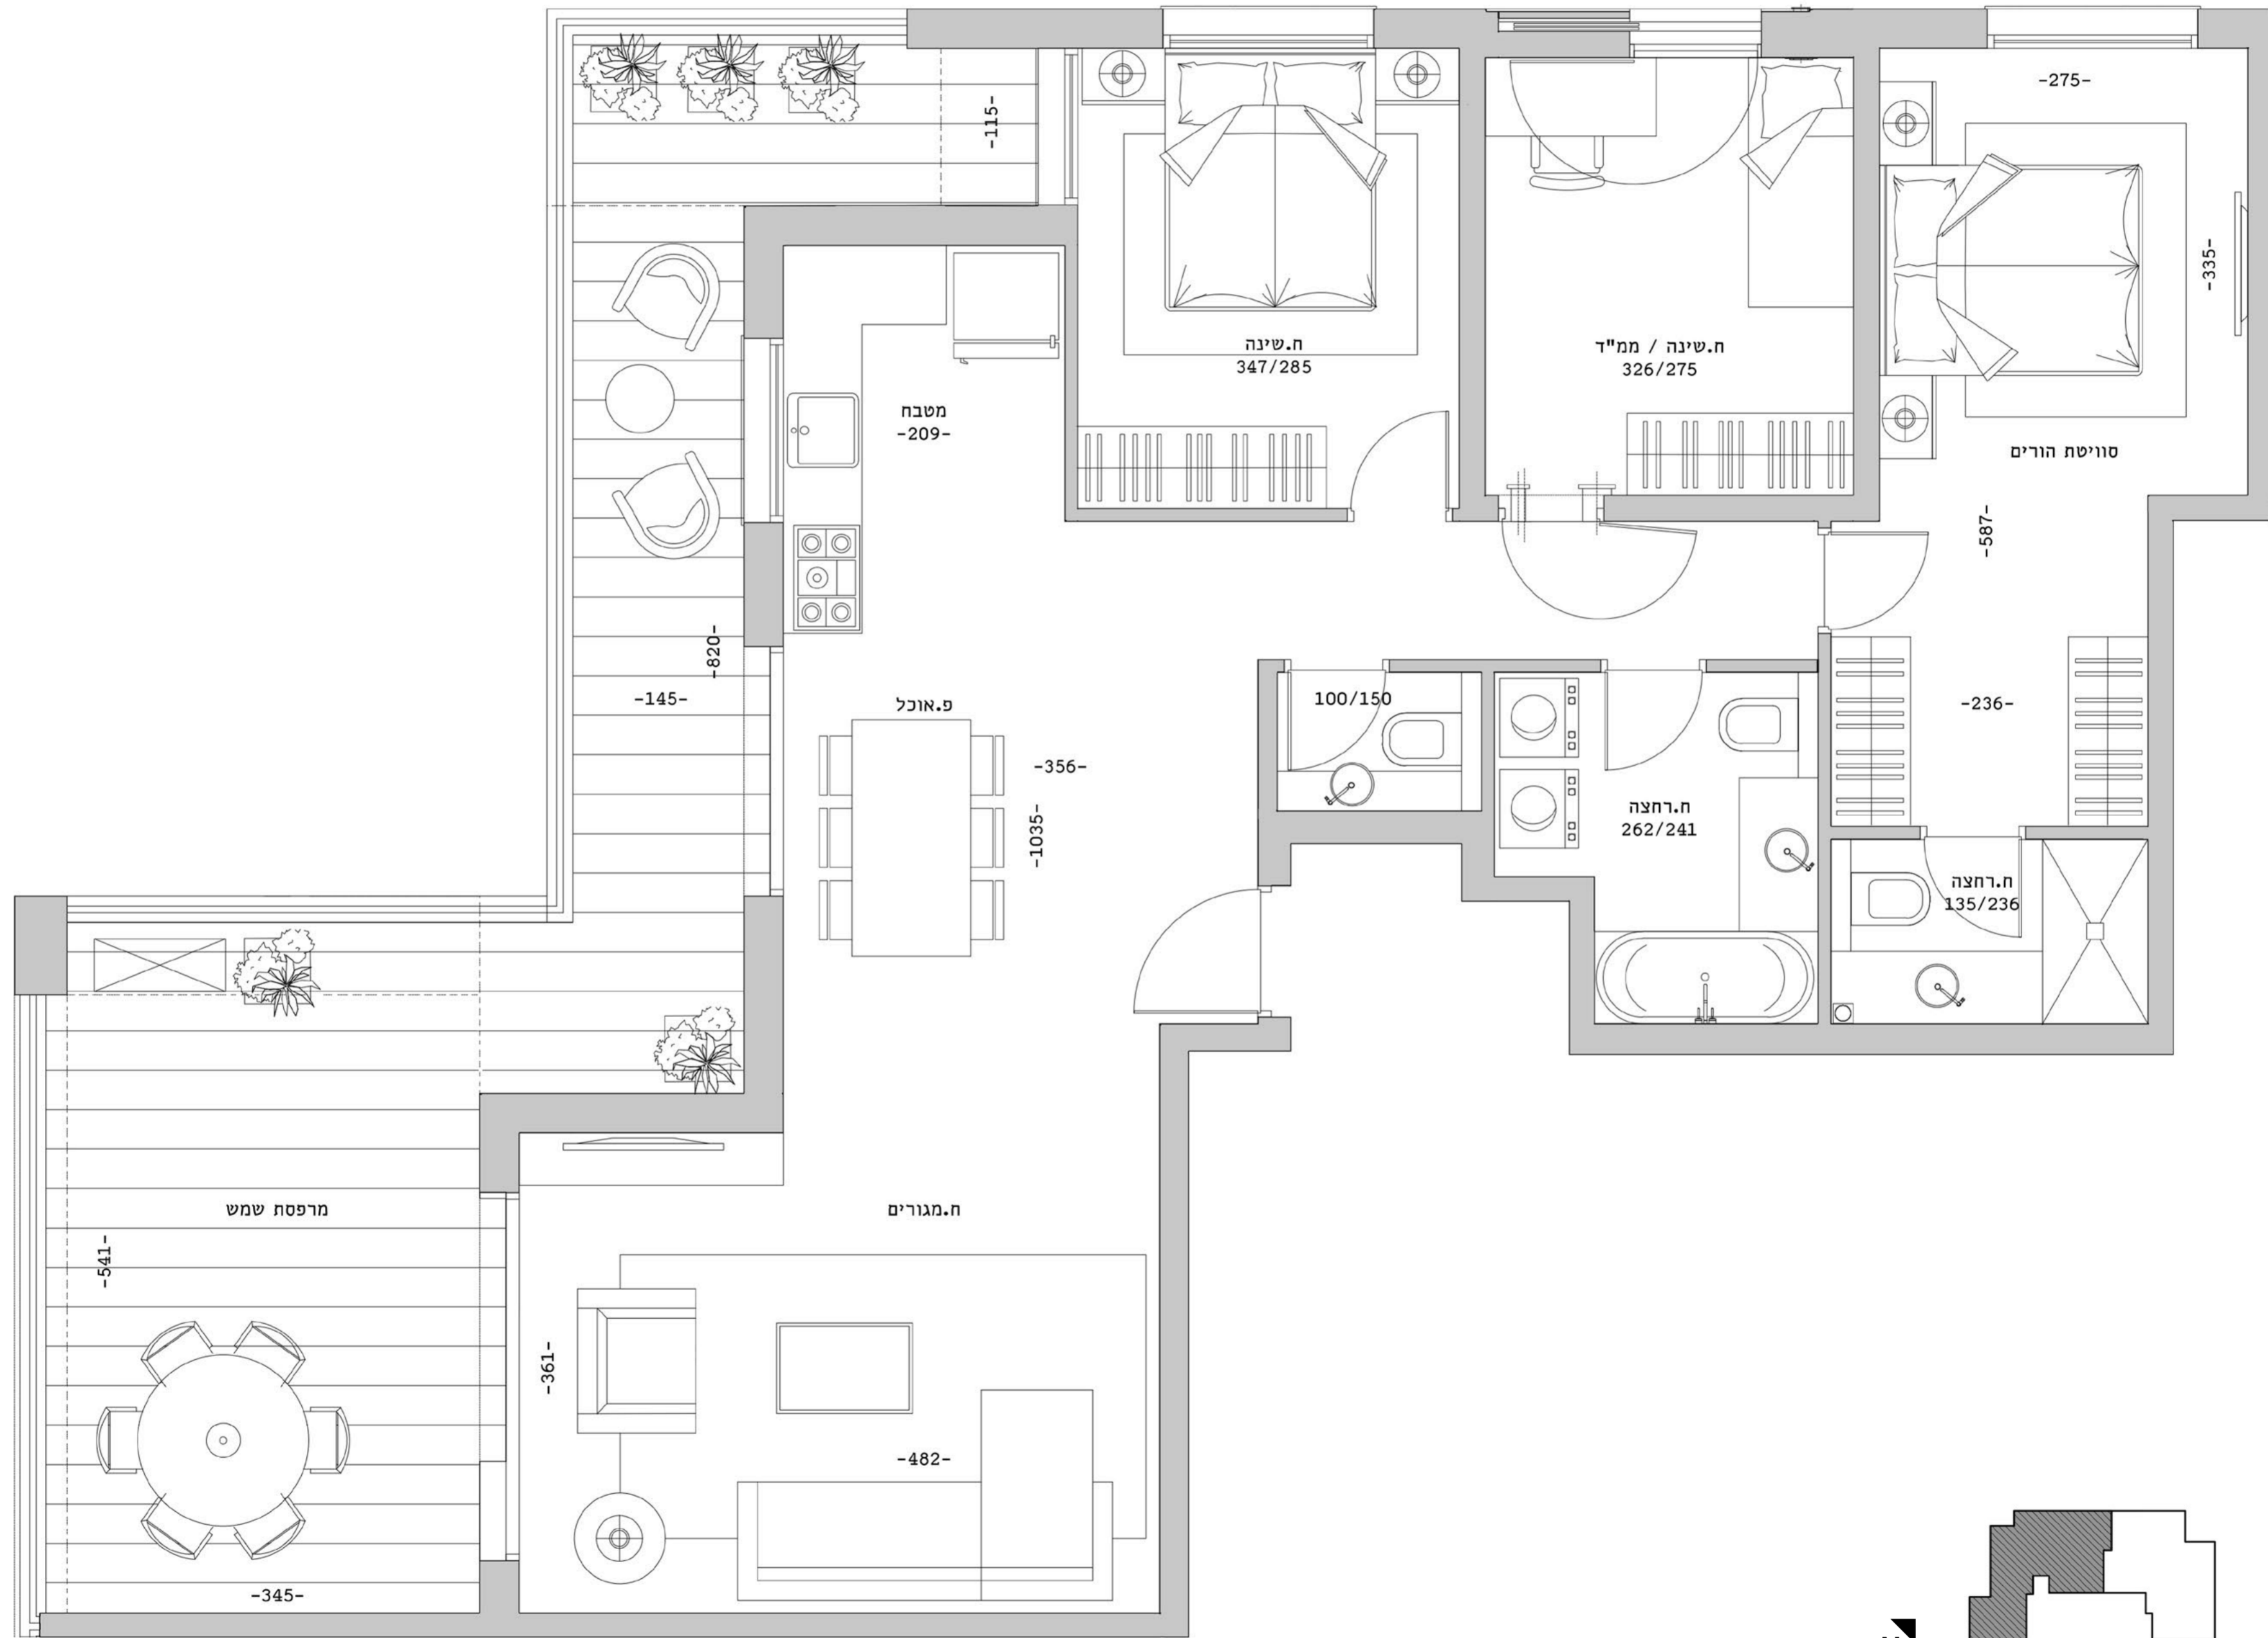 -275-
-115-
-335-
ח.שינה
347/285
ח.שינה / ממ"ד
326/275
מטבח
-209-
סוויטת הורים
-587-
-820-
-145-
פ.אוכל
100/150
-236-
-356-
-1035-
ח.רחצה
262/241
ח.רחצה
135/236
מרפסת שמש
ח.מגורים
-541-
-361-
-482-
-345-